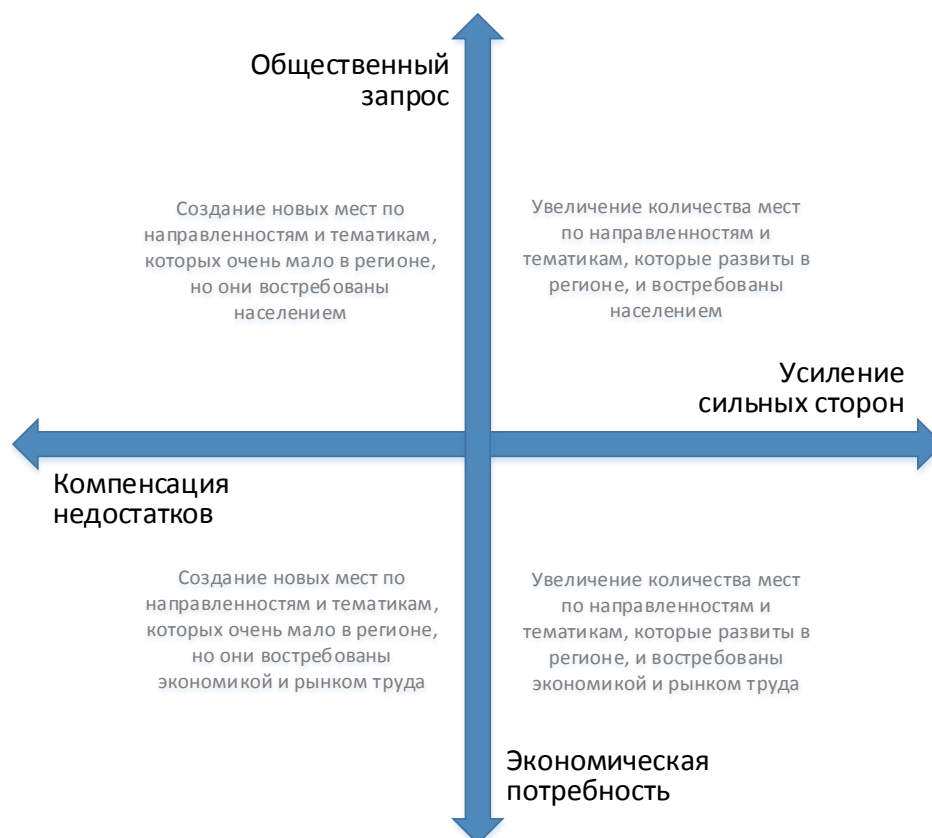 Общественный
запрос
Создание новых мест по
направленностям и тематикам,
которых очень мало в регионе,
но они востребованы
населением
Увеличение количества мест
по направленностям и
тематикам, которые развиты в
регионе, и востребованы
населением
Усиление
сильных сторон
Компенсация
недостатков
Создание новых мест по
направленностям и тематикам,
которых очень мало в регионе,
но они востребованы
экономикой и рынком труда
Увеличение количества мест
по направленностям и
тематикам, которые развиты в
регионе, и востребованы
экономикой и рынком труда
Экономическая
потребность